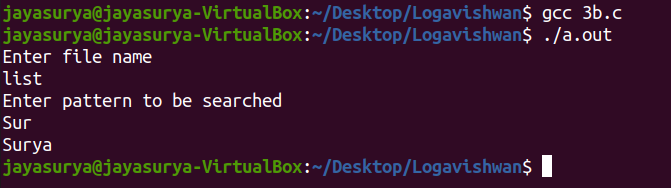 jayasurya@jayasurya-VirtualBox:~/Desktop/Logavishwan$ gcc 3b.c
jayasurya@jayasurya-VirtualBox:~/Desktop/Logavishwan$ ./a.out
Enter file name
list
Enter pattern to be searched
Sur
Surya
jayasurya@jayasurya-VirtualBox:~/Desktop/Logavishwan$